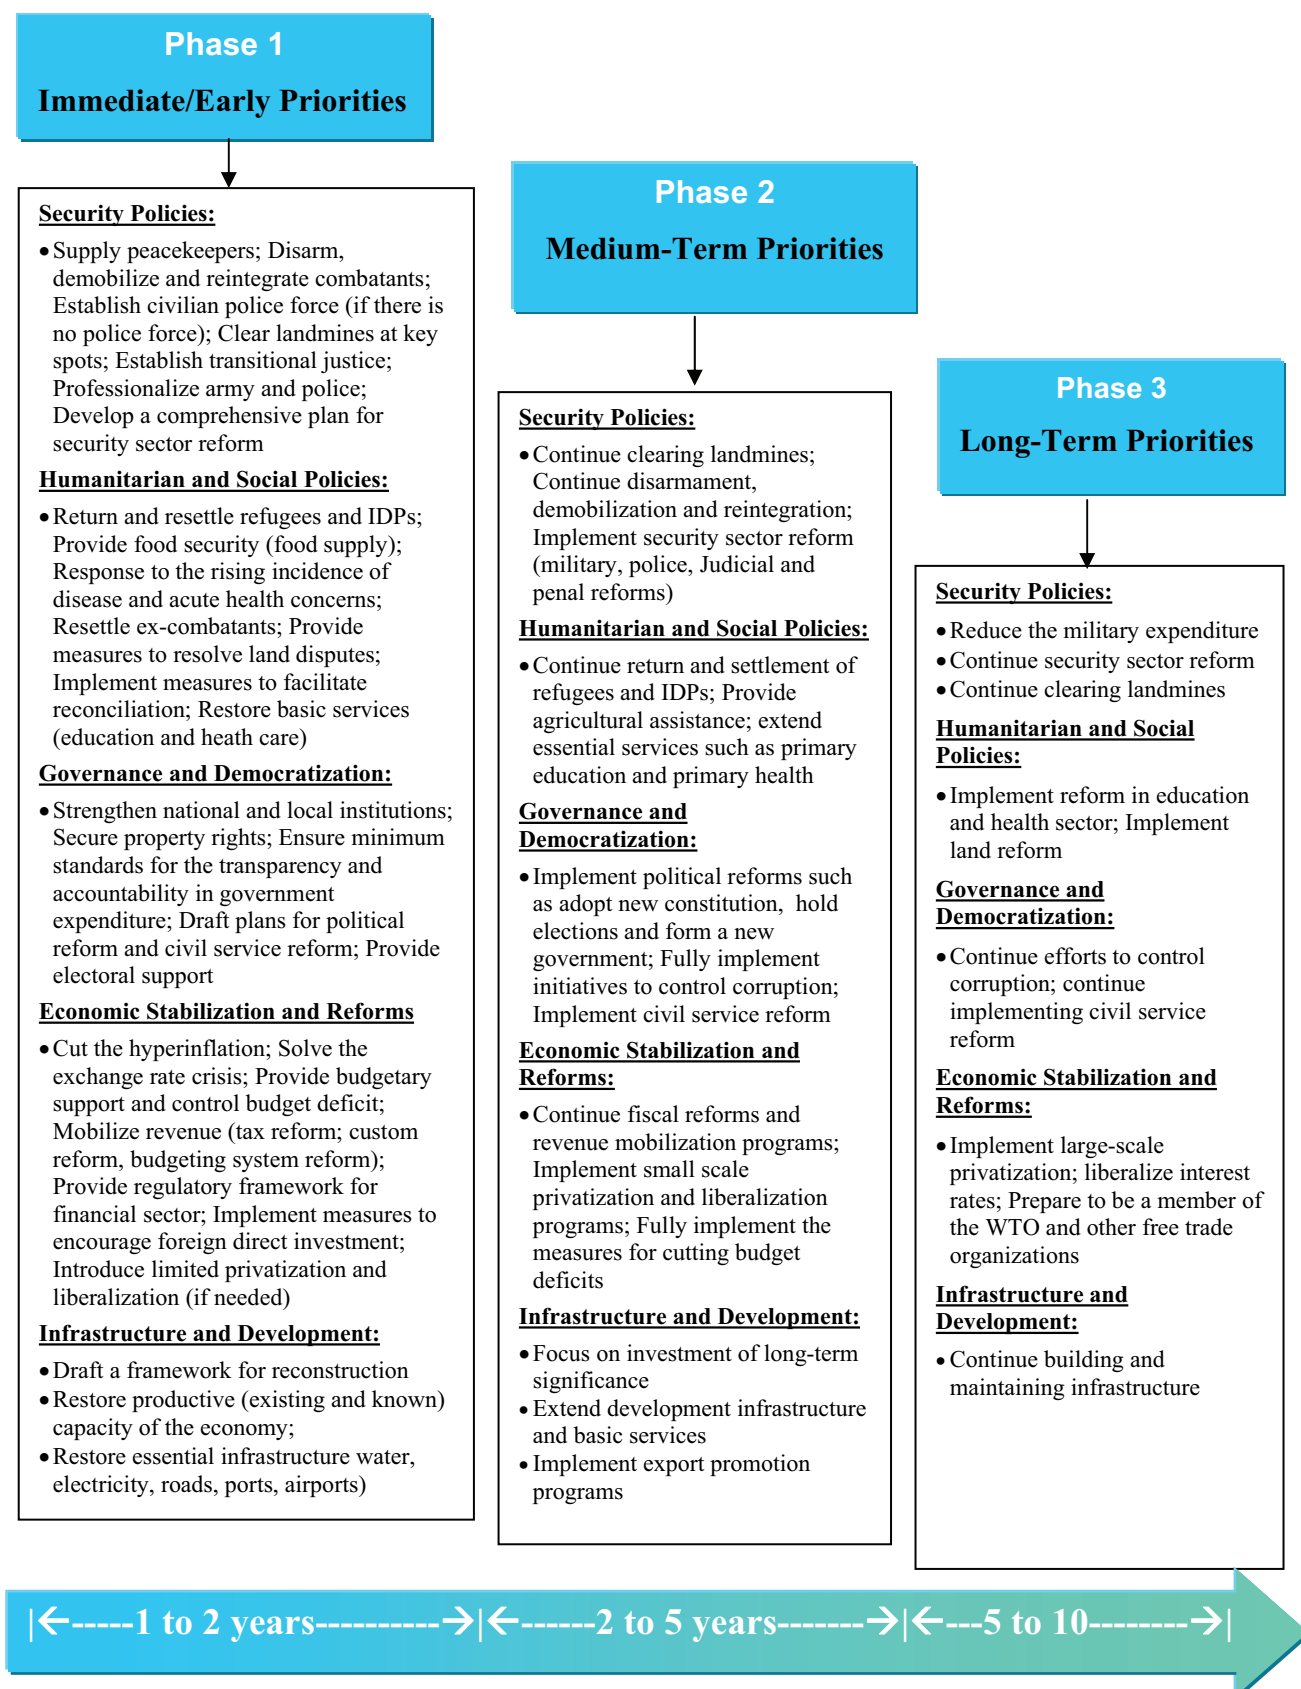 Phase 1
Immediate/Early Priorities
Security Policies:
• Supply peacekeepers; Disarm,
demobilize and reintegrate combatants;
Establish civilian police force (if there is
no police force); Clear landmines at key
spots; Establish transitional justice;
Professionalize army and police;
Develop a comprehensive plan for
security sector reform
Humanitarian and Social Policies:
• Return and resettle refugees and IDPs;
Provide food security (food supply);
Response to the rising incidence of
disease and acute health concerns;
Resettle ex-combatants; Provide
measures to resolve land disputes;
Implement measures to facilitate
reconciliation; Restore basic services
(education and heath care)
Governance and Democratization:
• Strengthen national and local institutions;
Secure property rights; Ensure minimum
standards for the transparency and
accountability in government
expenditure; Draft plans for political
reform and civil service reform; Provide
electoral support
Economic Stabilization and Reforms
• Cut the hyperinflation; Solve the
exchange rate crisis; Provide budgetary
support and control budget deficit;
Mobilize revenue (tax reform; custom
reform, budgeting system reform);
Provide regulatory framework for
financial sector; Implement measures to
encourage foreign direct investment;
Introduce limited privatization and
liberalization (if needed)
Infrastructure and Development:
• Draft a framework for reconstruction
• Restore productive (existing and known)
capacity of the economy;
• Restore essential infrastructure water,
electricity, roads, ports, airports)
Phase 2
Medium-Term Priorities
Security Policies:
• Continue clearing landmines;
Continue disarmament,
demobilization and reintegration;
Implement security sector reform
(military, police, Judicial and
penal reforms)
Humanitarian and Social Policies:
• Continue return and settlement of
refugees and IDPs; Provide
agricultural assistance; extend
essential services such as primary
education and primary health
Governance and
Democratization:
• Implement political reforms such
as adopt new constitution, hold
elections and form a new
government; Fully implement
initiatives to control corruption;
Implement civil service reform
Economic Stabilization and
Reforms:
• Continue fiscal reforms and
revenue mobilization programs;
Implement small scale
privatization and liberalization
programs; Fully implement the
measures for cutting budget
deficits
Infrastructure and Development:
• Focus on investment of long-term
significance
• Extend development infrastructure
and basic services
• Implement export promotion
programs
Phase 3
Long-Term Priorities
Security Policies:
• Reduce the military expenditure
• Continue security sector reform
• Continue clearing landmines
Humanitarian and Social
Policies:
• Implement reform in education
and health sector; Implement
land reform
Governance and
Democratization:
• Continue efforts to control
corruption; continue
implementing civil service
reform
Economic Stabilization and
Reforms:
• Implement large-scale
privatization; liberalize interest
rates; Prepare to be a member of
the WTO and other free trade
organizations
Infrastructure and
Development:
• Continue building and
maintaining infrastructure
|←-----1 to 2 years----------→|←------2 to 5 years-------→|←---5 to 10--------→|